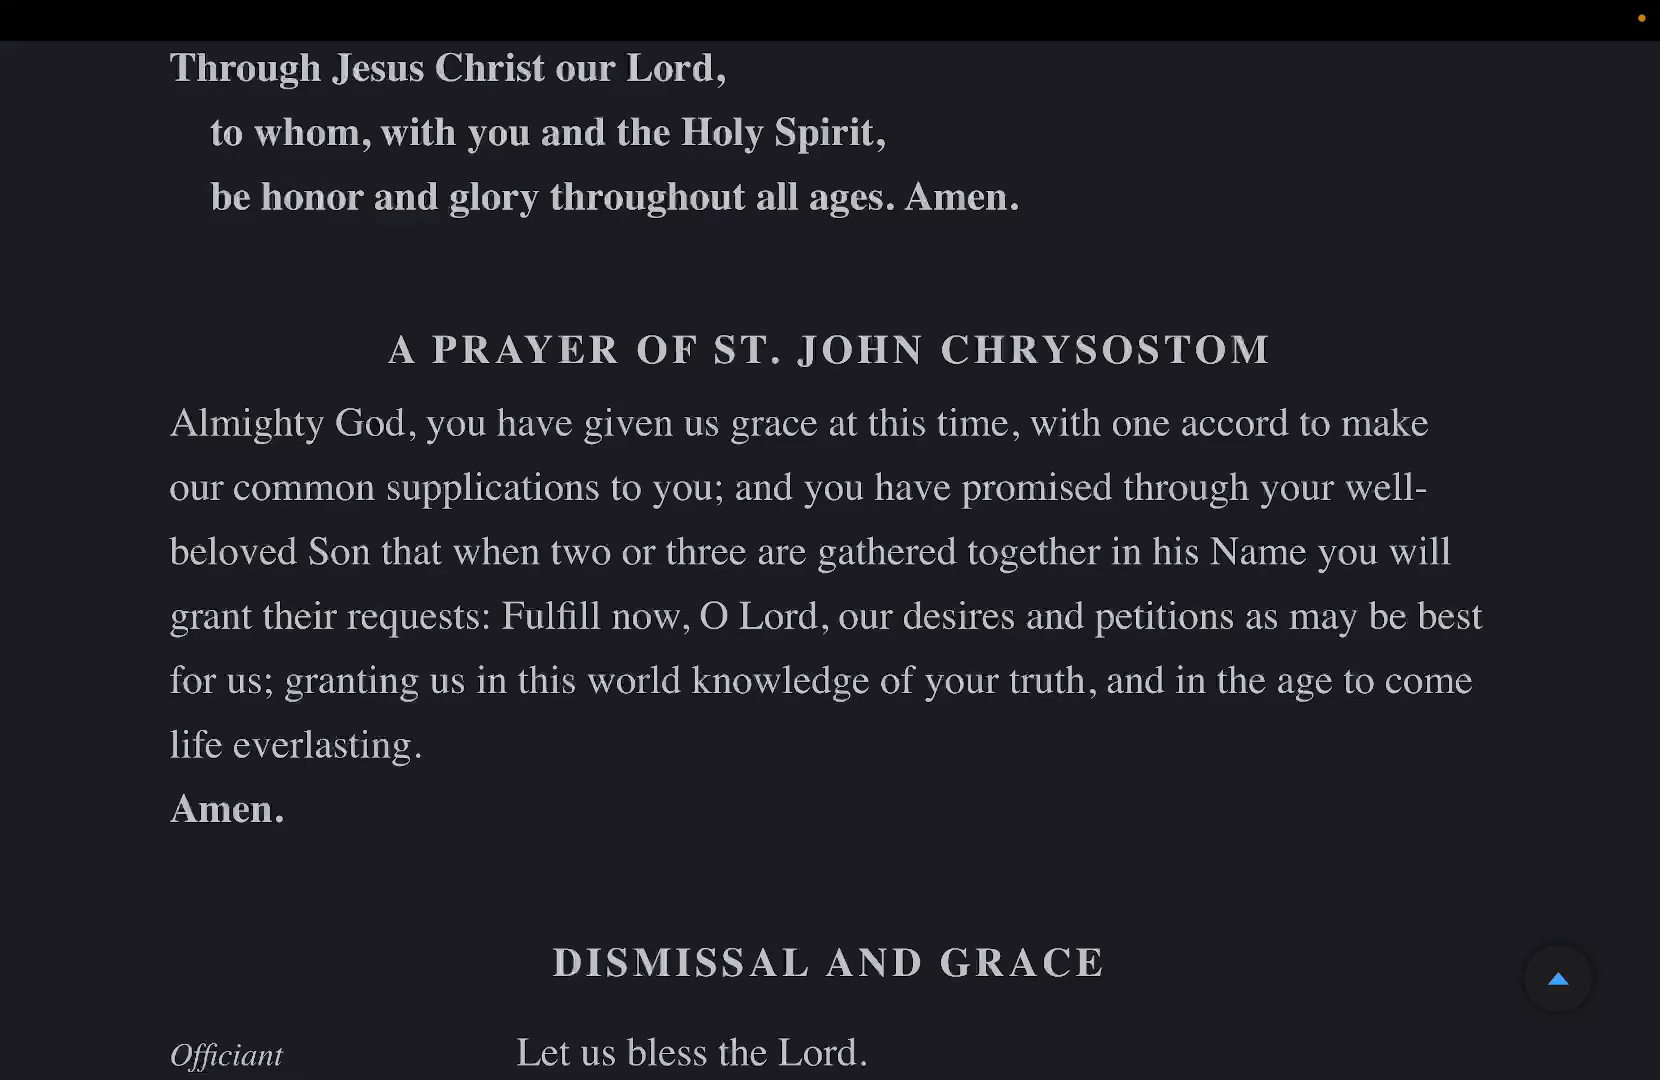 Through Jesus Christ our Lord,
to whom, with you and the Holy Spirit,
be honor and glory throughout all ages. Amen.
A PRAYER OF ST. JOHN CHRYSOSTOM
Almighty God, you have given us grace at this time, with one accord to make
our common supplications to you; and you have promised through your well-
beloved Son that when two or three are gathered together in his Name you will
grant their requests: Fulfill now, O Lord, our desires and petitions as may be best
for us; granting us in this world knowledge of your truth, and in the age to come
life everlasting.
Amen.
DISMISSAL AND GRACE
Officiant Let us bless the Lord.